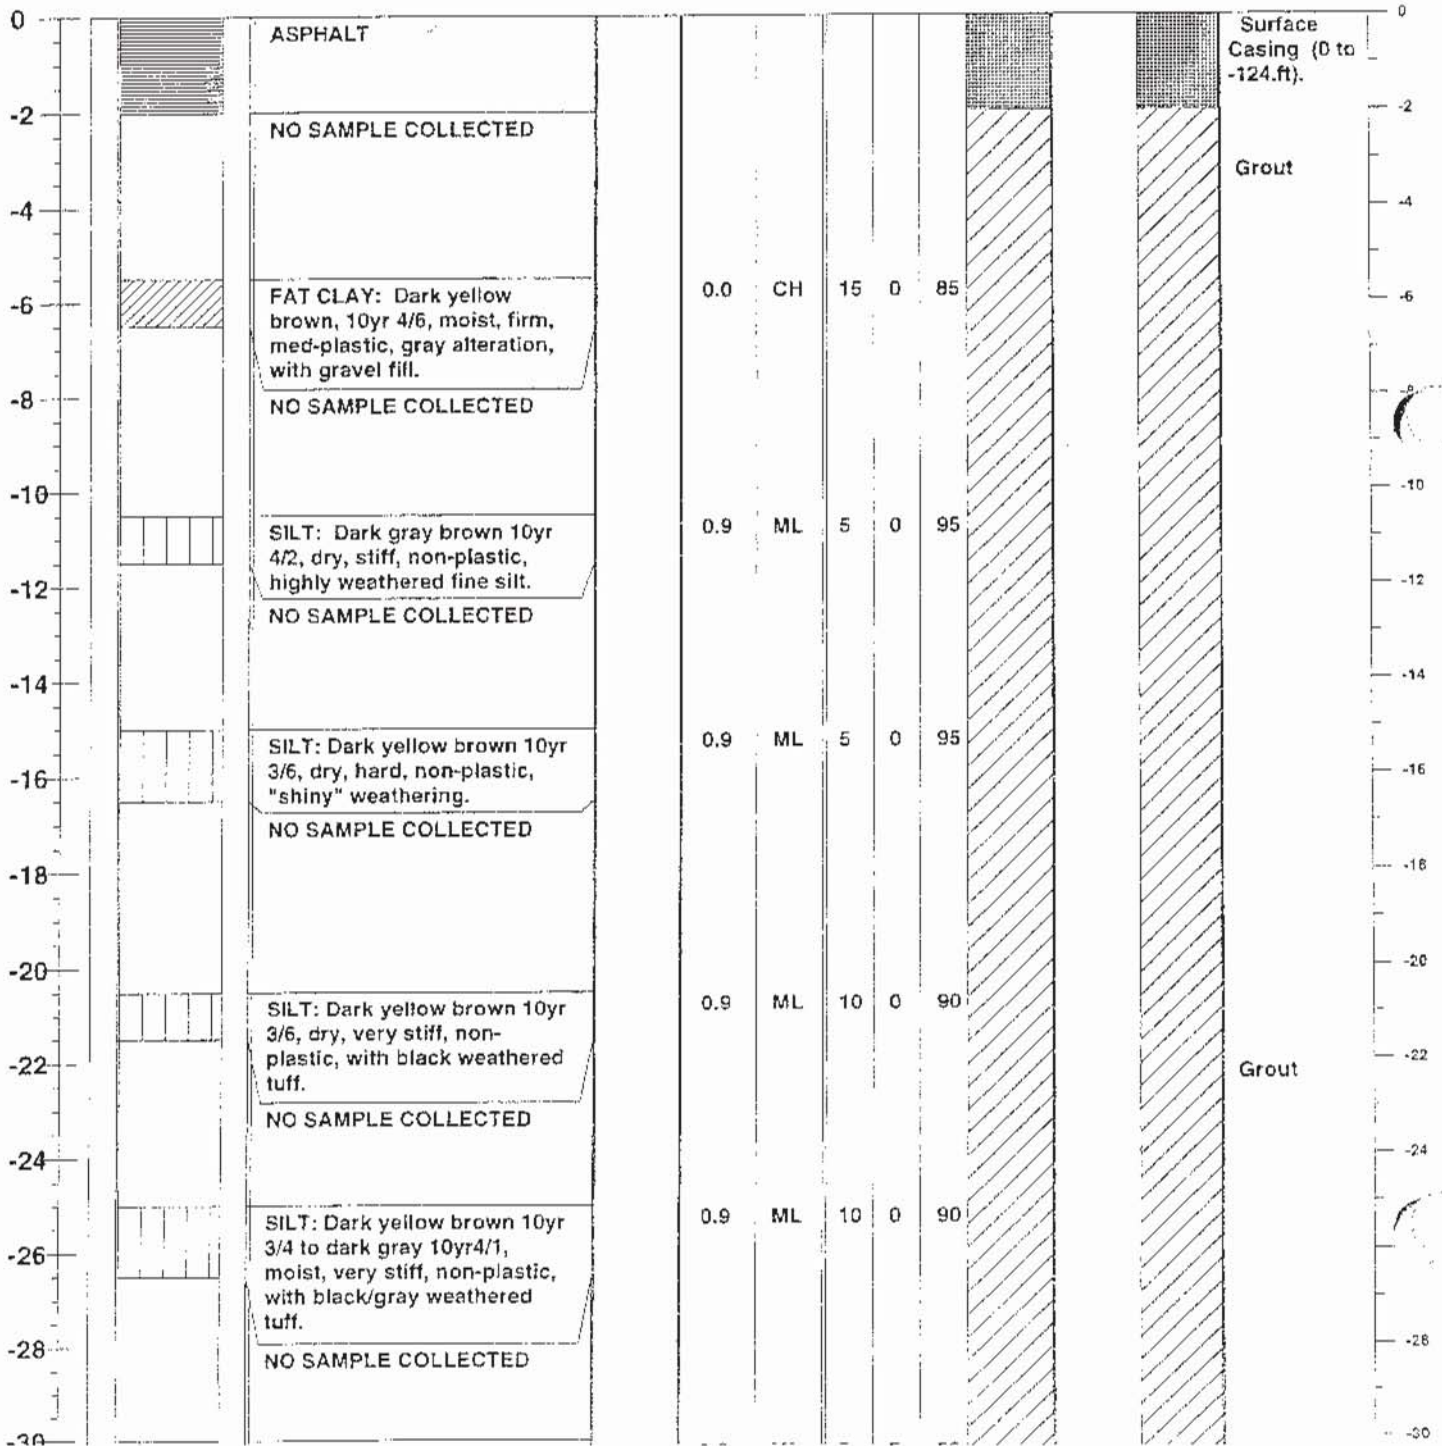 0
ASPHALT
0
Surface
Casing (0 to
-124.ft).
-2
NO SAMPLE COLLECTED
-2
Grout
-4
-4
-6
FAT CLAY: Dark yellow
brown, 10yr 4/6, moist, firm,
med-plastic, gray alteration,
with gravel fill.
0.0 CH 15 0 85
-6
-8
NO SAMPLE COLLECTED
-8
-10
-10
SILT: Dark gray brown 10yr
4/2, dry, stiff, non-plastic,
highly weathered fine silt.
0.9 ML 5 0 95
-12
-12
NO SAMPLE COLLECTED
-14
-14
SILT: Dark yellow brown 10yr
3/6, dry, hard, non-plastic,
"shiny" weathering.
0.9 ML 5 0 95
-16
-16
NO SAMPLE COLLECTED
-18
-18
-20
-20
SILT: Dark yellow brown 10yr
3/6, dry, very stiff, non-
plastic, with black weathered
tuff.
0.9 ML 10 0 90
-22
-22
Grout
NO SAMPLE COLLECTED
-24
-24
SILT: Dark yellow brown 10yr
3/4 to dark gray 10yr4/1,
moist, very stiff, non-plastic,
with black/gray weathered
tuff.
0.9 ML 10 0 90
-26
-26
-28
NO SAMPLE COLLECTED
-28
-30
-30